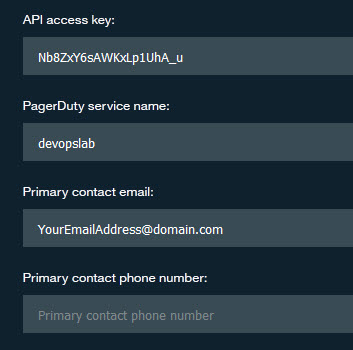 API access key:
Nb8ZxY6sAWKxLp1UhA_u
PagerDuty service name:
devopslab
Primary contact email:
YourEmailAddress@domain.com
Primary contact phone number:
Primary contact phone number